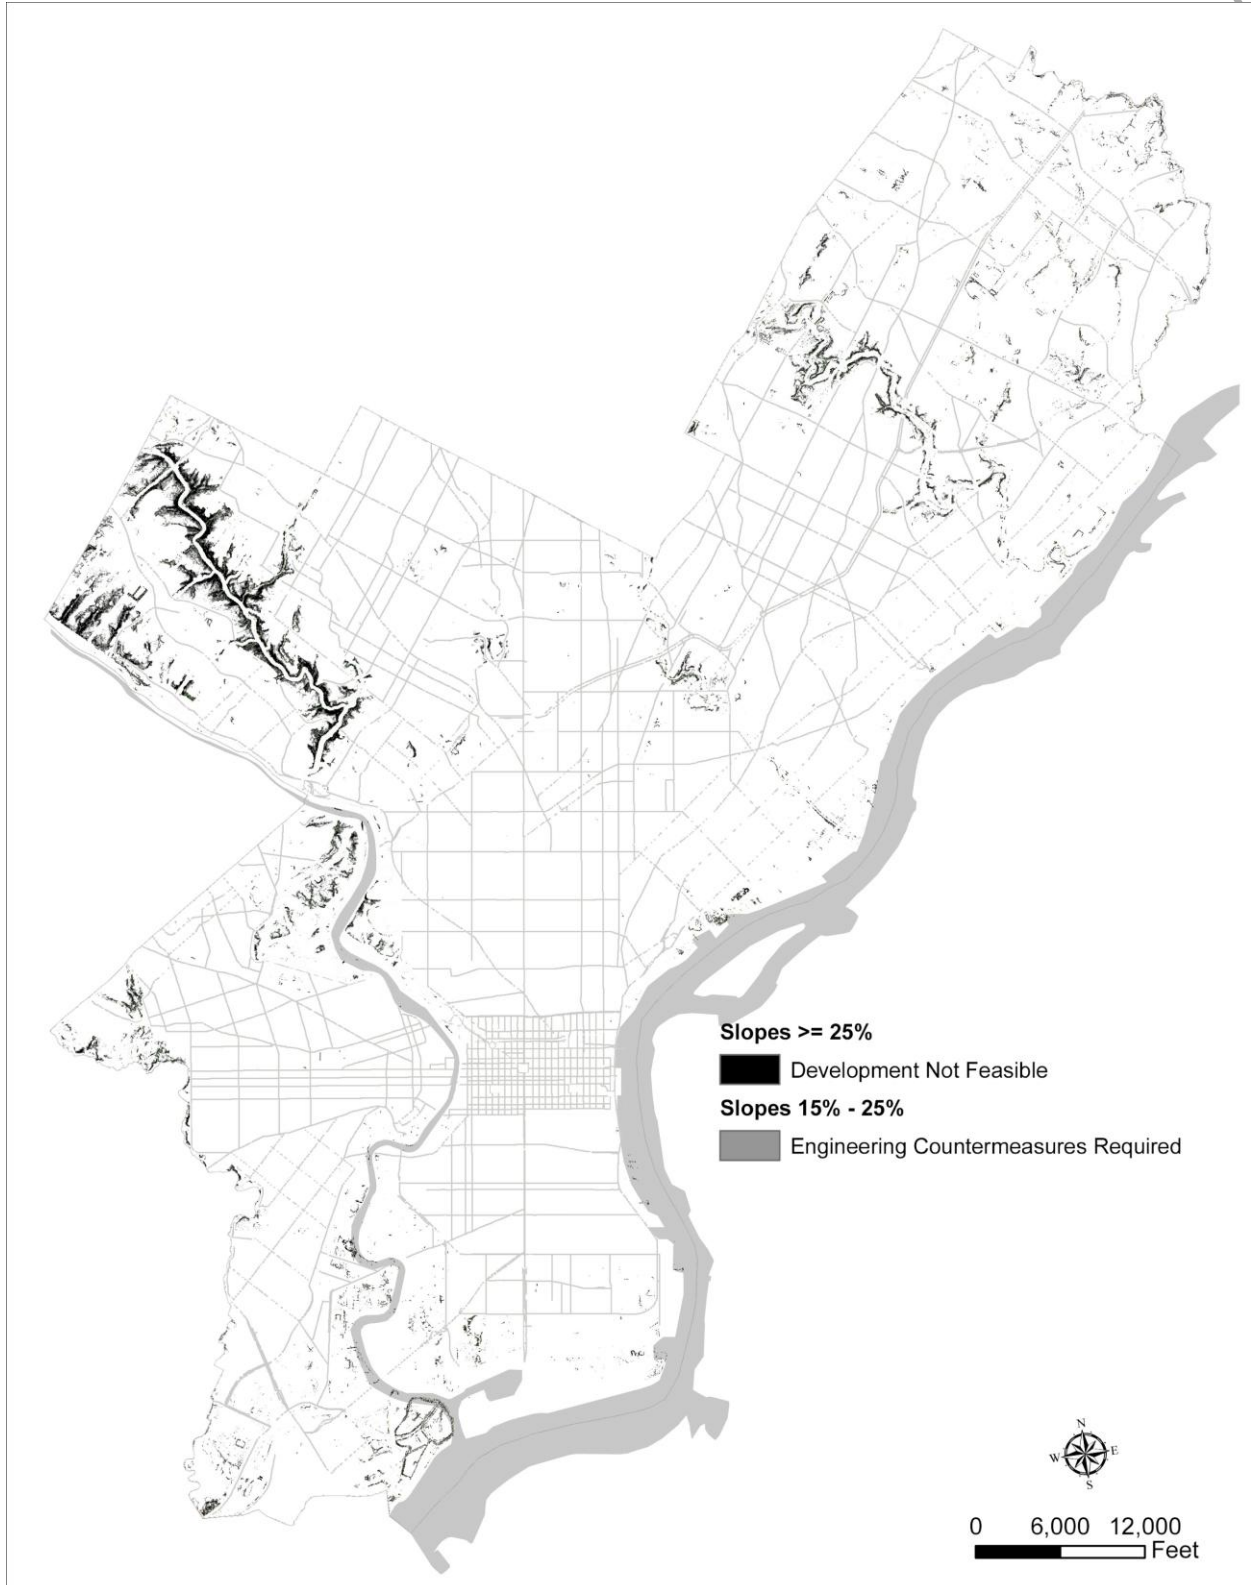 Slopes >= 25%
Development Not Feasible
Slopes 15% - 25%
Engineering Countermeasures Required
N
W E
S
0 6,000 12,000
Feet